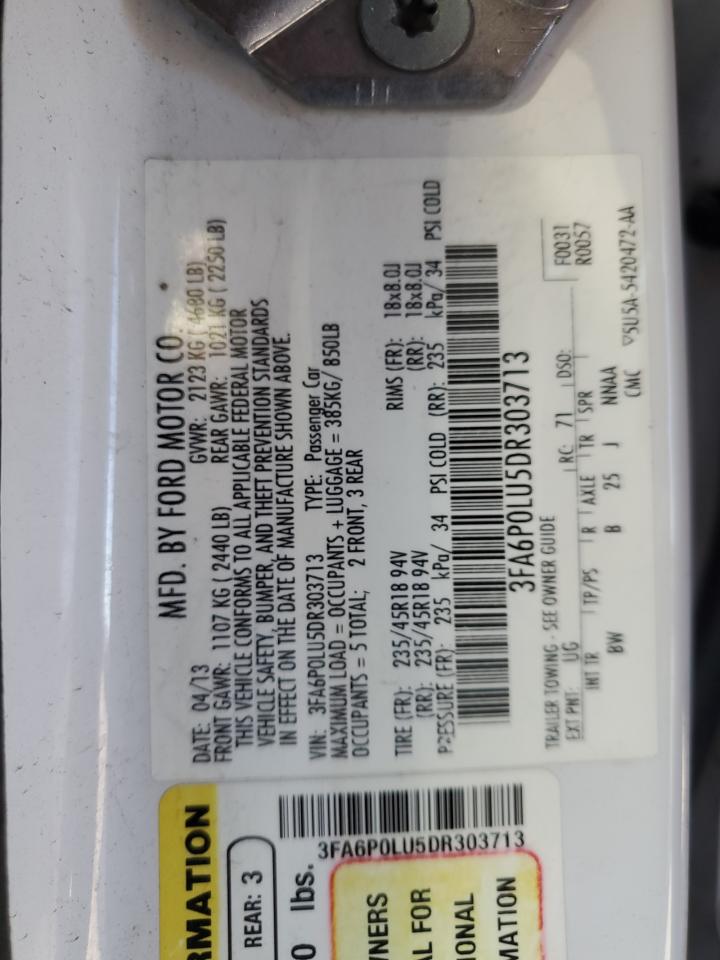 MFD. BY FORD MOTOR CO.
DATE: 04/13 GVWR: 2123 KG ( 4680 LB)
FRONT GAWR: 1107 KG ( 2440 LB) REAR GAWR: 1021 KG ( 2250 LB)
THIS VEHICLE CONFORMS TO ALL APPLICABLE FEDERAL MOTOR
VEHICLE SAFETY, BUMPER, AND THEFT PREVENTION STANDARDS
IN EFFECT ON THE DATE OF MANUFACTURE SHOWN ABOVE.
VIN: 3FA6P0LU5DR303713 TYPE: Passenger Car
MAXIMUM LOAD = OCCUPANTS + LUGGAGE = 385KG/ 850LB
OCCUPANTS = 5 TOTAL; 2 FRONT, 3 REAR
TIRE (FR): 235/45R18 94V RIMS (FR): 18x8.0J
(RR): 235/45R18 94V (RR): 18x8.0J
PRESSURE (FR): 235 kPa/ 34 PSI COLD (RR): 235 kPa/ 34 PSI COLD
3FA6P0LU5DR303713
TRAILER TOWING - SEE OWNER GUIDE F0031
EXT PNT: UG RC: 71 DSO: R0057
INT TR TP/PS R AXLE TR SPR
BW B 25 J NNAA
CMC ▽5U5A-5420472-AA
RMATION
REAR: 3
0 lbs.
3FA6P0LU5DR303713
NERS
AL FOR
IONAL
MATION